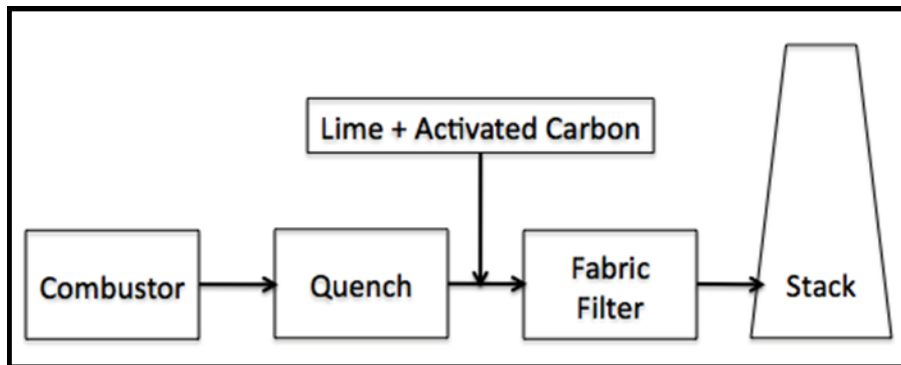 Lime + Activated Carbon
Combustor
Quench
Fabric
Filter
Stack